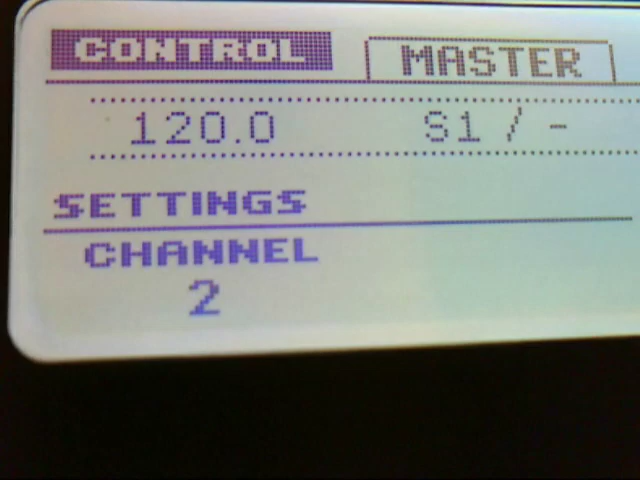 CONTROL MASTER
120.0 S1 / -
SETTINGS
CHANNEL
2